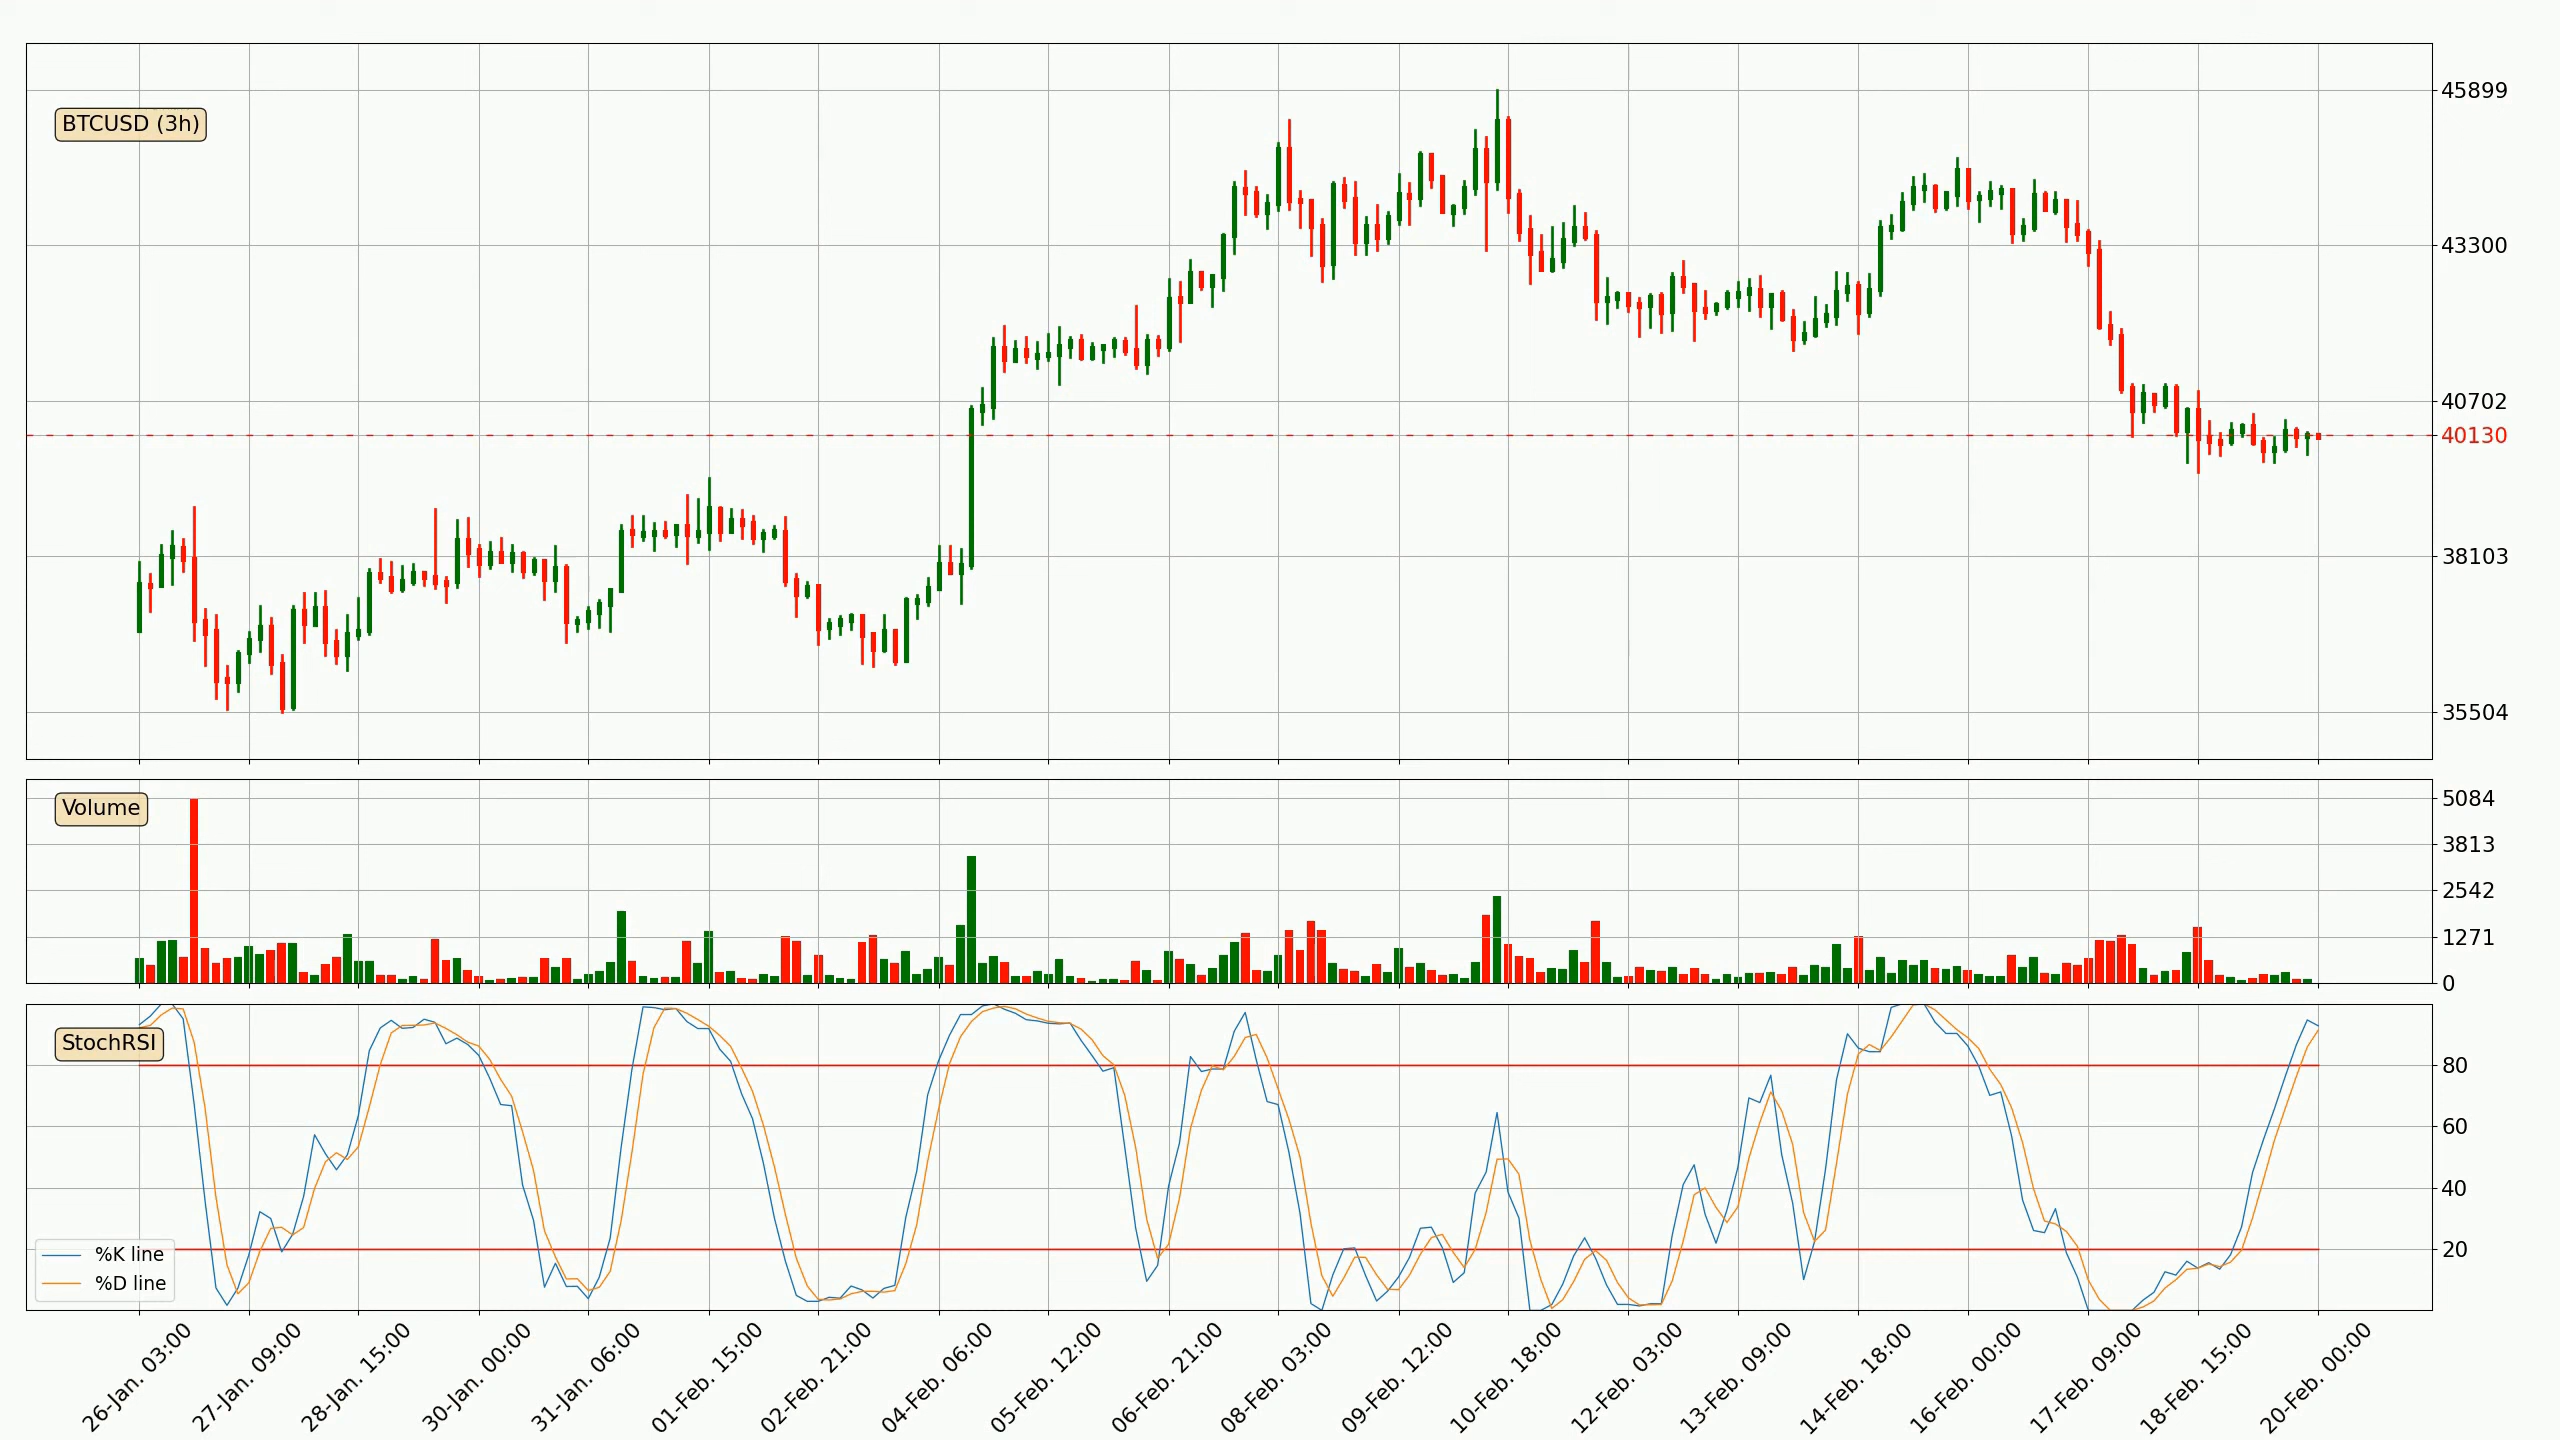 BTCUSD (3h)
45899
43300
40702
40130
38103
35504
Volume
5084
3813
2542
1271
0
StochRSI
80
60
40
20
%K line
%D line
26-Jan. 03:00
27-Jan. 09:00
28-Jan. 15:00
30-Jan. 00:00
31-Jan. 06:00
01-Feb. 15:00
02-Feb. 21:00
04-Feb. 06:00
05-Feb. 12:00
06-Feb. 21:00
08-Feb. 03:00
09-Feb. 12:00
10-Feb. 18:00
12-Feb. 03:00
13-Feb. 09:00
14-Feb. 18:00
16-Feb. 00:00
17-Feb. 09:00
18-Feb. 15:00
20-Feb. 00:00